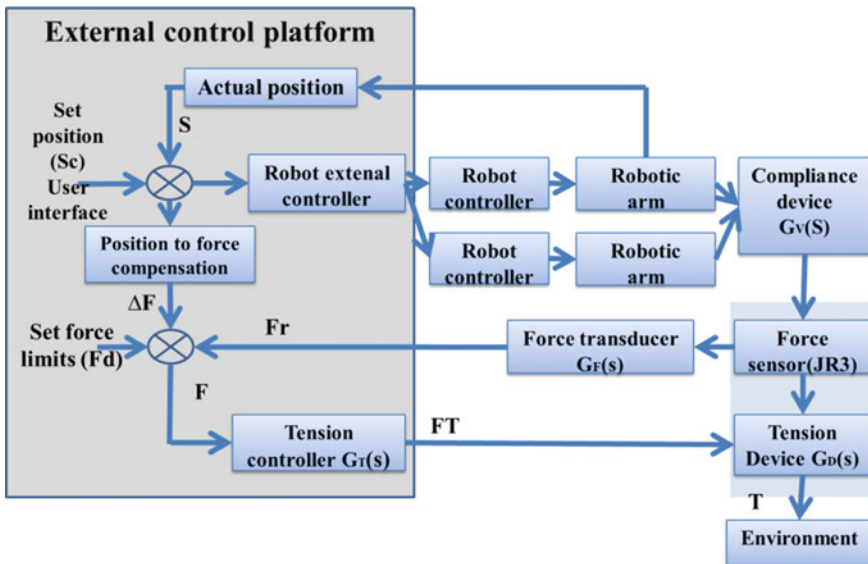 External control platform
Actual position
S
Set
position
(Sc)
User
interface
Robot extenal
controller
Robot
controller
Robotic
arm
Compliance
device
Gv(S)
Position to force
compensation
Robot
controller
Robotic
arm
ΔF
Set force
limits (Fd)
Fr
Force transducer
GF(s)
Force
sensor(JR3)
F
Tension
controller GT(s)
FT
Tension
Device GD(s)
T
Environment